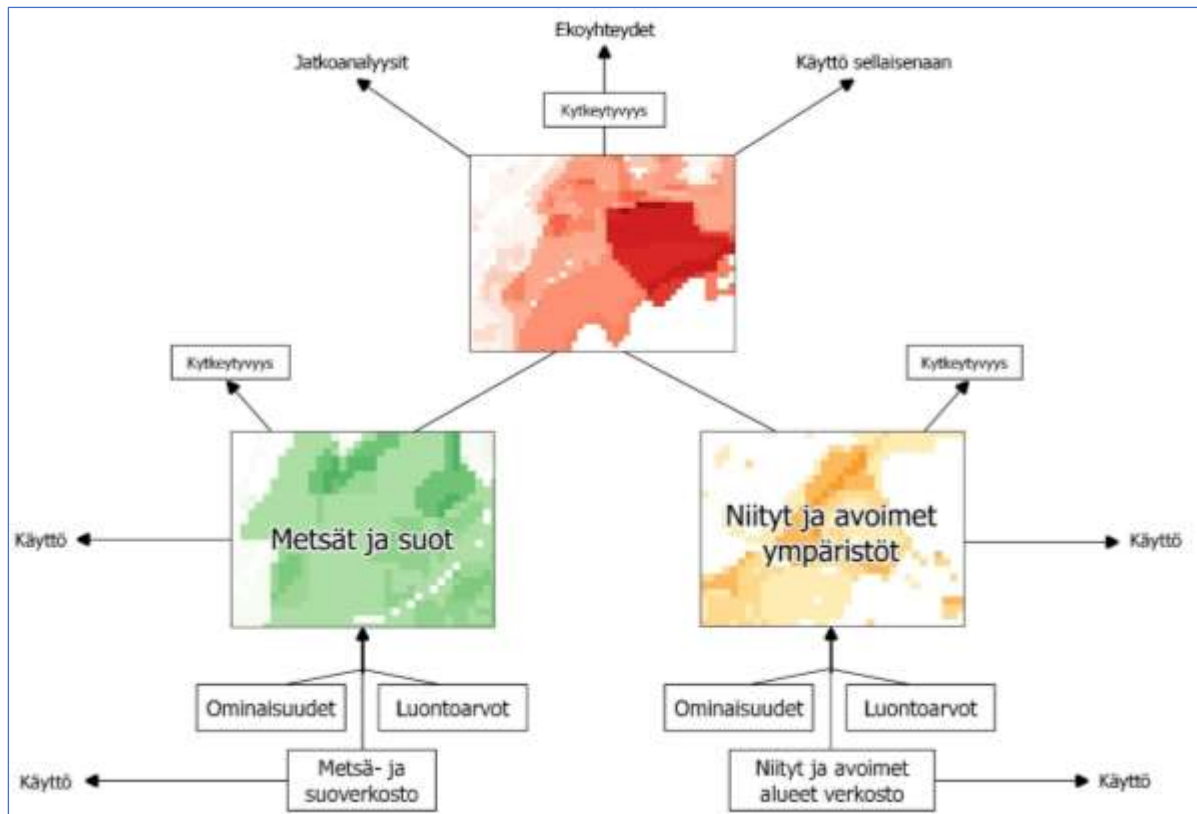 Ekoyhteydet
Jatkoanalyysit
Käyttö sellaisenaan
Kytkeytyvyys
Kytkeytyvyys
Kytkeytyvyys
Metsät ja suot
Niityt ja avoimet
ympäristöt
Käyttö
Käyttö
Ominaisuudet
Luontoarvot
Ominaisuudet
Luontoarvot
Käyttö
Metsä- ja
suoverkosto
Niityt ja avoimet
alueet verkosto
Käyttö